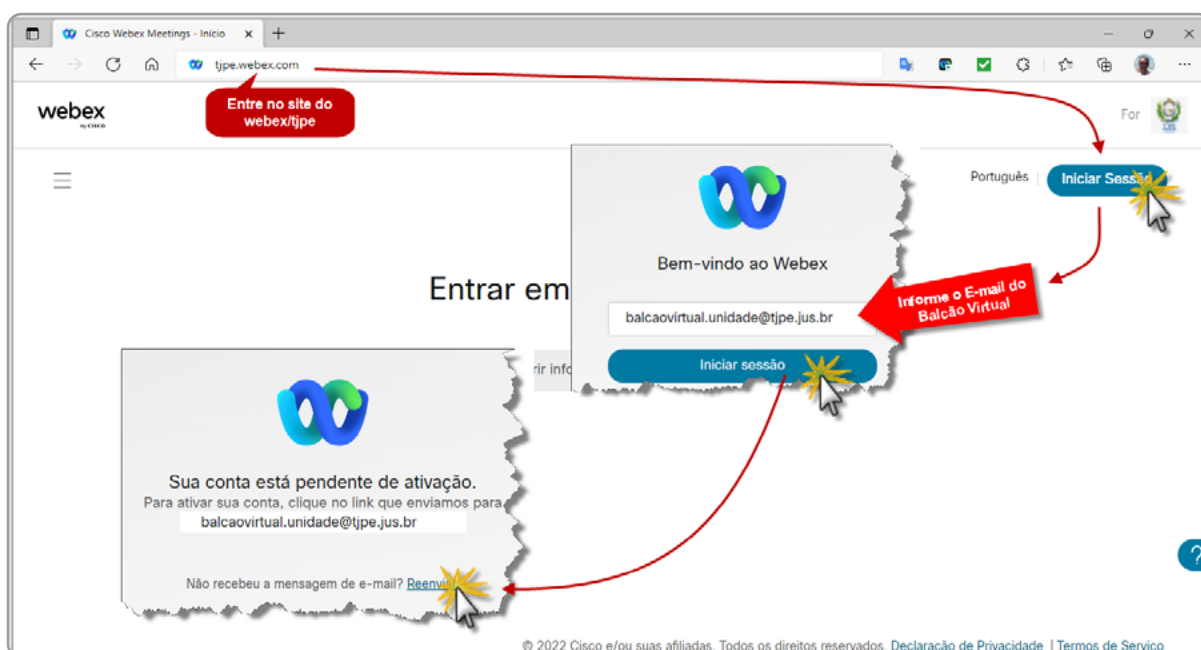 Cisco Webex Meetings - Início
tjpe.webex.com
Entre no site do
webex/tjpe
webex
by CISCO
For
Português
Iniciar Sessão
Bem-vindo ao Webex
Informe o E-mail do
Balcão Virtual
Entrar em
balcaovirtual.unidade@tjpe.jus.br
Iniciar sessão
Sua conta está pendente de ativação.
Para ativar sua conta, clique no link que enviamos para
balcaovirtual.unidade@tjpe.jus.br
Não recebeu a mensagem de e-mail?
?
© 2022 Cisco e/ou suas afiliadas. Todos os direitos reservados. Declaração de Privacidade | Termos de Serviço